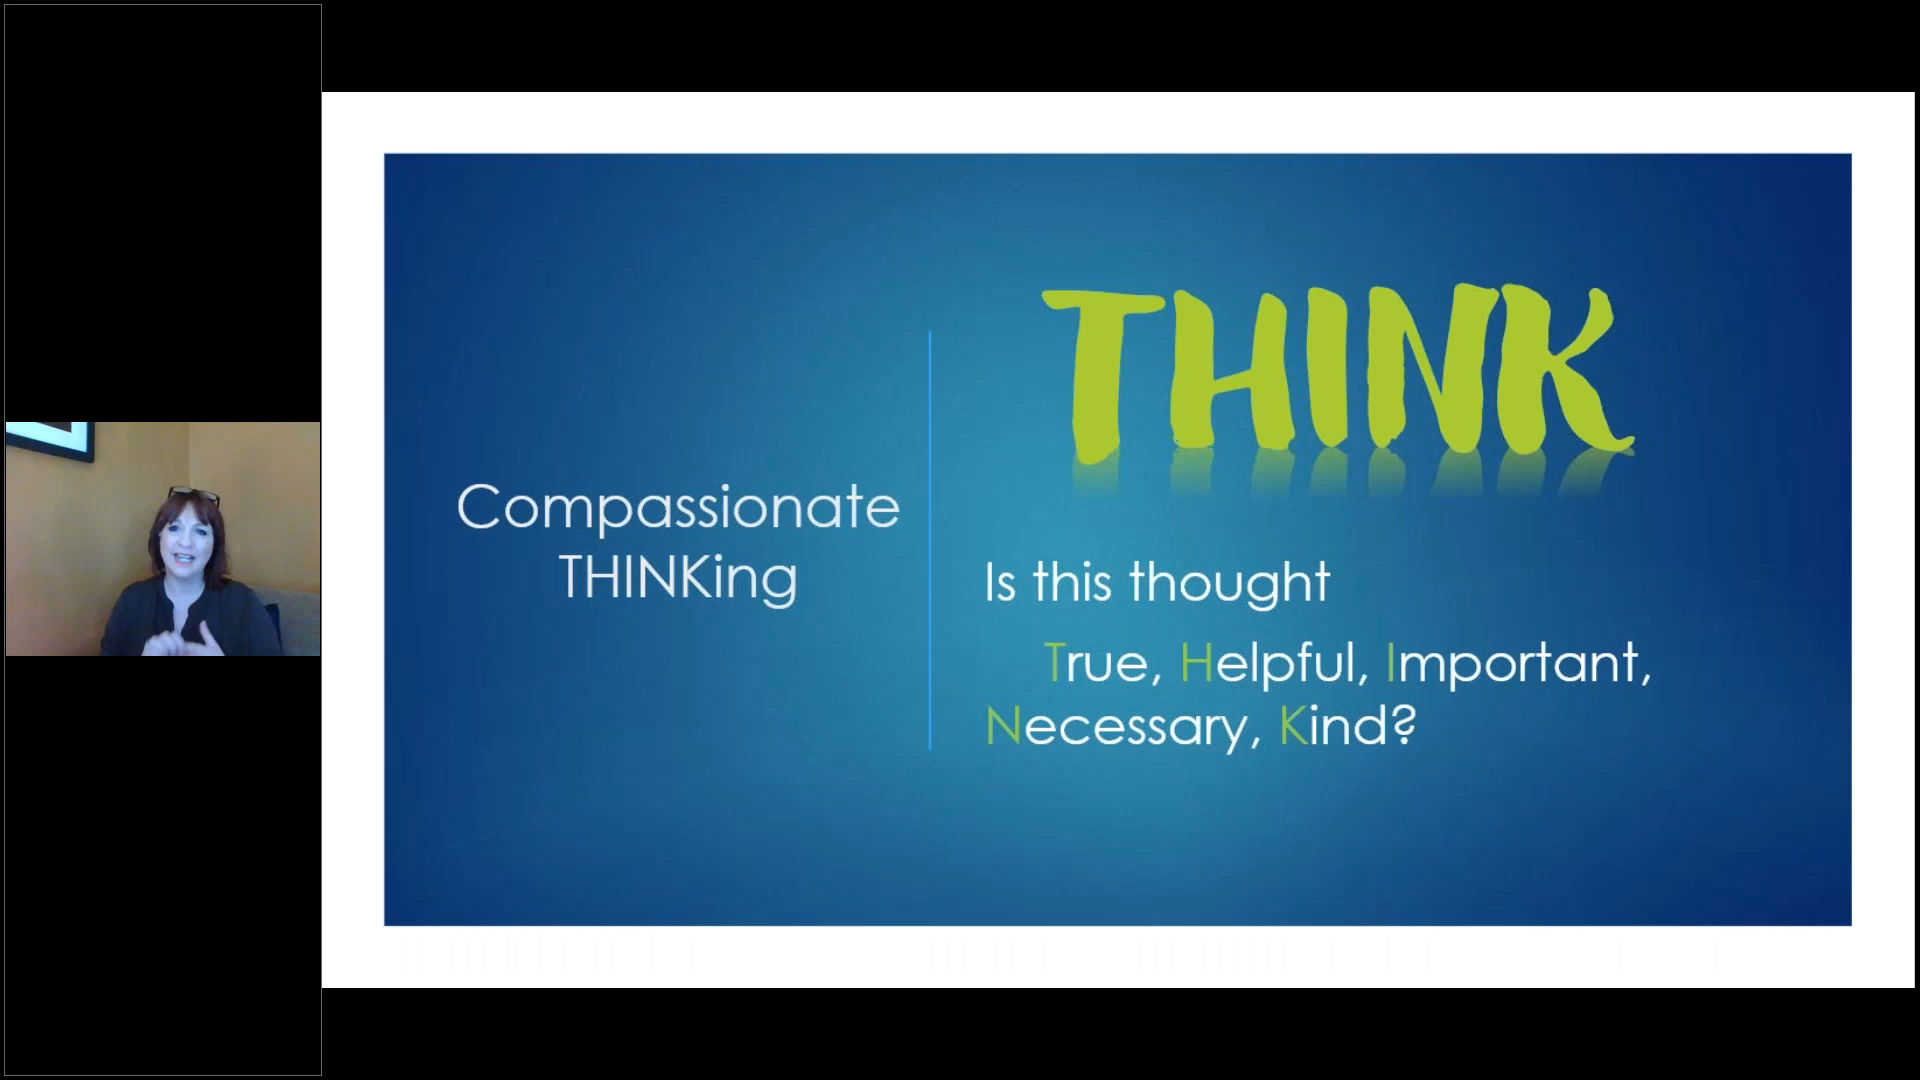 Compassionate
THINKing
THINK
Is this thought
True, Helpful, Important,
Necessary, Kind?